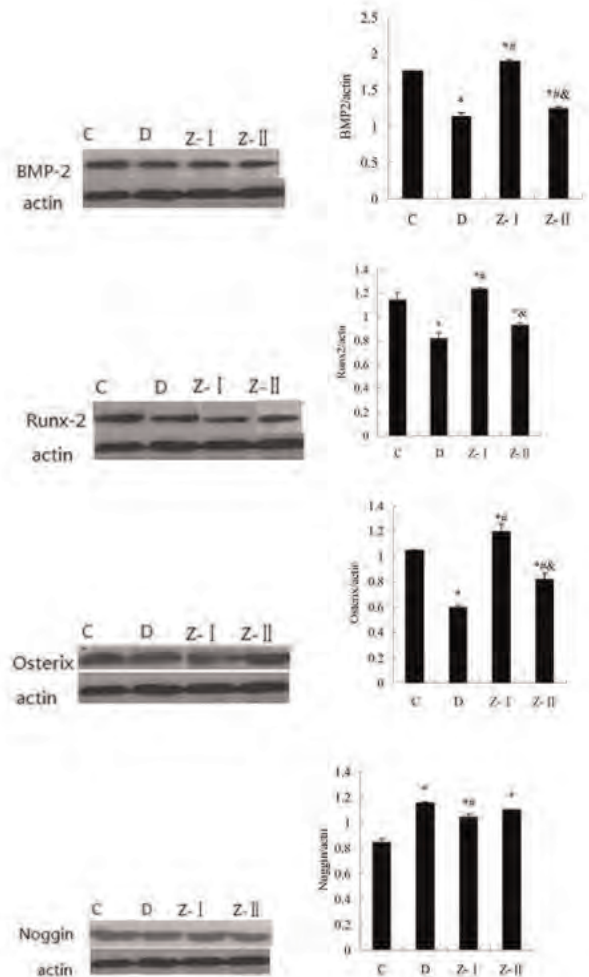 C D Z-Ⅰ Z-Ⅱ
BMP-2
actin
BMP2/actin
2.5
2
1.5
1
0.5
0
*
*#
*#&
C D Z-Ⅰ Z-Ⅱ
C D Z-Ⅰ Z-Ⅱ
Runx-2
actin
Runx2/actin
1.4
1.2
1
0.8
0.6
0.4
0.2
0
*
*#
C D Z-Ⅰ Z-Ⅱ
C D Z-Ⅰ Z-Ⅱ
Osterix
actin
Osterix/actin
1.4
1.2
1
0.8
0.6
0.4
0.2
0
*
*#
*#&
C D Z-Ⅰ Z-Ⅱ
C D Z-Ⅰ Z-Ⅱ
Noggin
actin
Noggin/actin
1.4
1.2
1
0.8
0.6
0.4
0.2
0
*#
C D Z-Ⅰ Z-Ⅱ